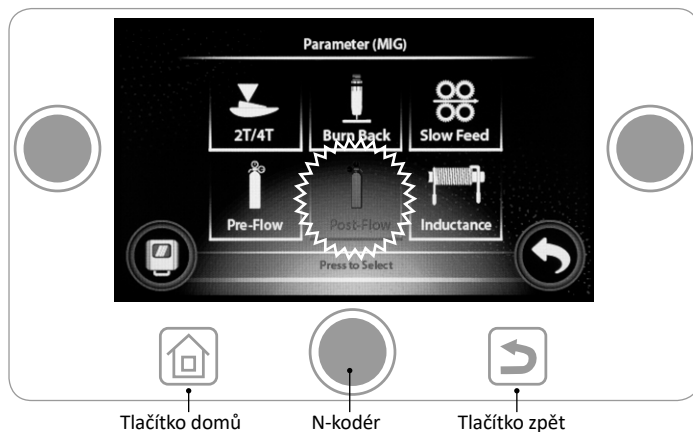 Parameter (MIG)
2T/4T Burn Back Slow Feed
Pre-Flow Post-Flow Inductance
Press to Select
Tlačítko domů N-kodér Tlačítko zpět